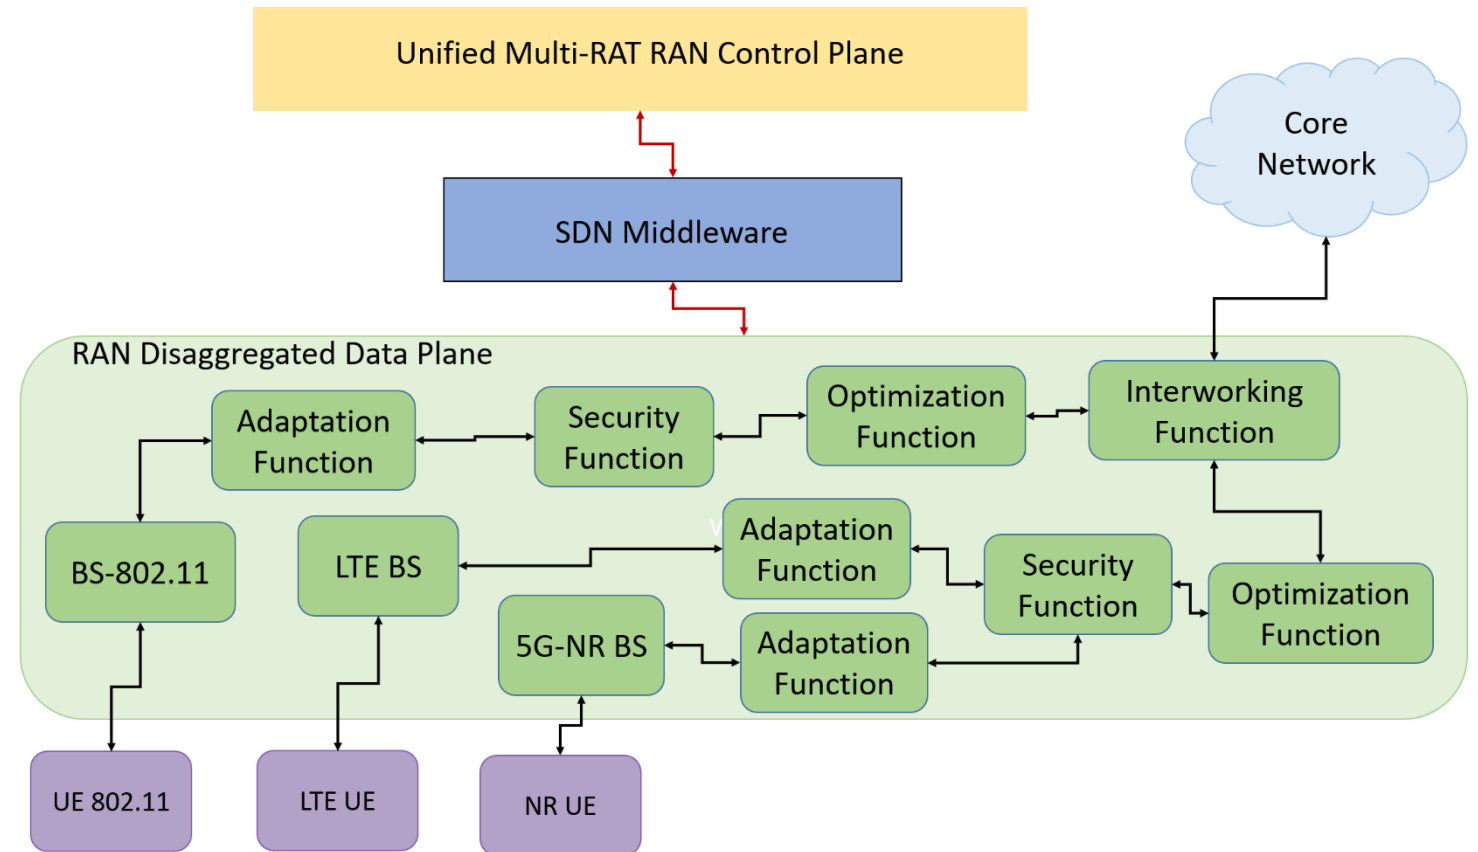 Unified Multi-RAT RAN Control Plane
Core
Network
SDN Middleware
RAN Disaggregated Data Plane
Adaptation
Function
Security
Function
Optimization
Function
Interworking
Function
BS-802.11
LTE BS
Adaptation
Function
Security
Function
Optimization
Function
5G-NR BS
Adaptation
Function
UE 802.11
LTE UE
NR UE